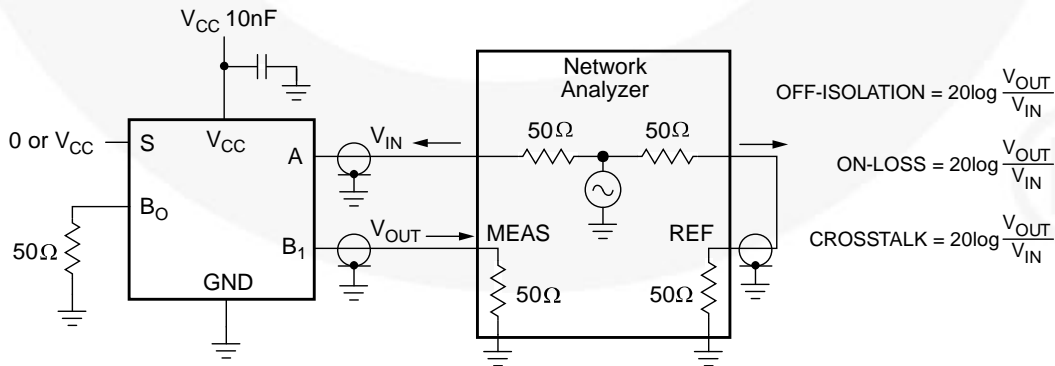 V_CC 10nF
Network
Analyzer
OFF-ISOLATION = 20log V_OUT / V_IN
0 or V_CC
S
V_CC
A
V_IN
50Ω
50Ω
ON-LOSS = 20log V_OUT / V_IN
B_O
50Ω
B_1
V_OUT
MEAS
REF
CROSSTALK = 20log V_OUT / V_IN
GND
50Ω
50Ω